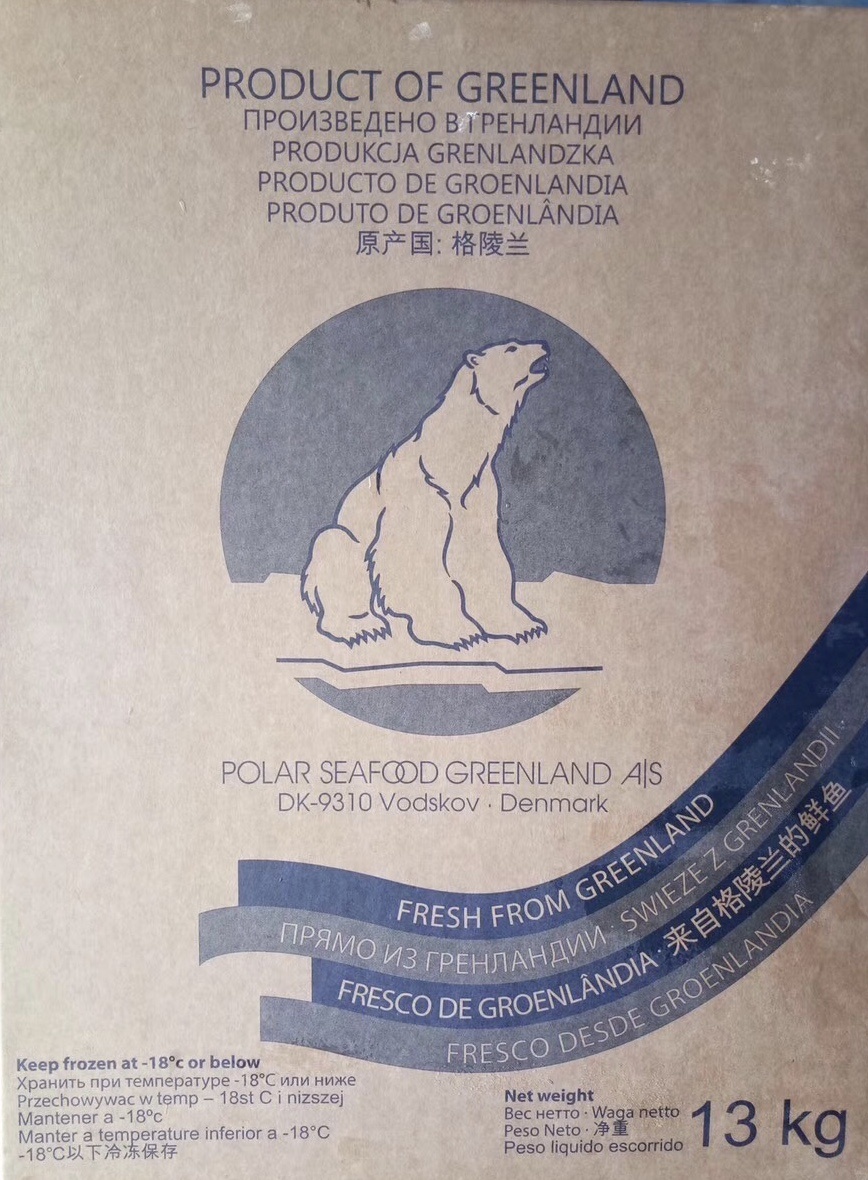 PRODUCT OF GREENLAND
ПРОИЗВЕДЕНО В ГРЕНЛАНДИИ
PRODUKCJA GRENLANDZKA
PRODUCTO DE GROENLANDIA
PRODUTO DE GROENLÂNDIA
原产国: 格陵兰
POLAR SEAFOOD GREENLAND A|S
DK-9310 Vodskov · Denmark
FRESH FROM GREENLAND
ПРЯМО ИЗ ГРЕНЛАНДИИ · SWIEZE Z GRENLANDII ·
FRESCO DE GROENLÂNDIA · 来自格陵兰的鲜鱼
FRESCO DESDE GROENLANDIA
Keep frozen at -18°c or below
Хранить при температуре -18°C или ниже
Przechowywac w temp – 18st C i nizszej
Mantener a -18ºc
Manter a temperature inferior a -18°C
-18°C以下冷冻保存
Net weight
Вес нетто · Waga netto
Peso Neto · 净重
Peso liquido escorrido
13 kg